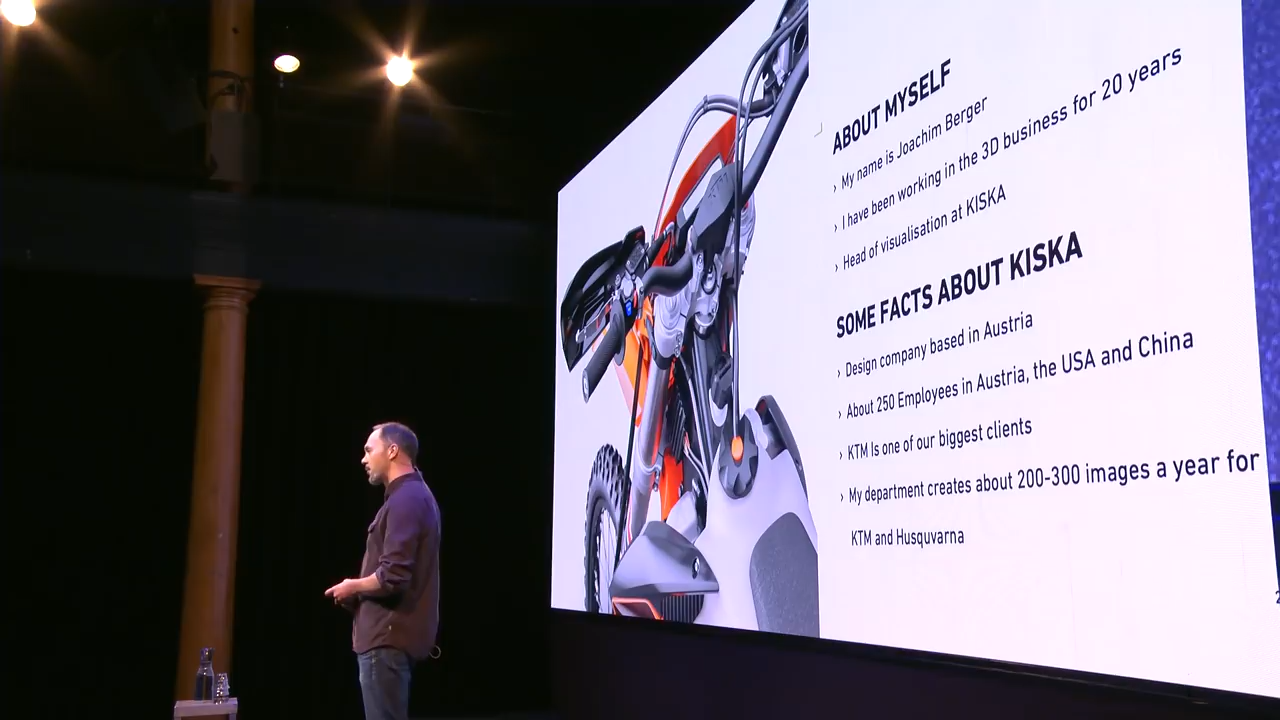 ABOUT MYSELF
› My name is Joachim Berger
› I have been working in the 3D business for 20 years
› Head of visualisation at KISKA
SOME FACTS ABOUT KISKA
› Design company based in Austria
› About 250 Employees in Austria, the USA and China
› KTM Is one of our biggest clients
› My department creates about 200-300 images a year for
KTM and Husquvarna